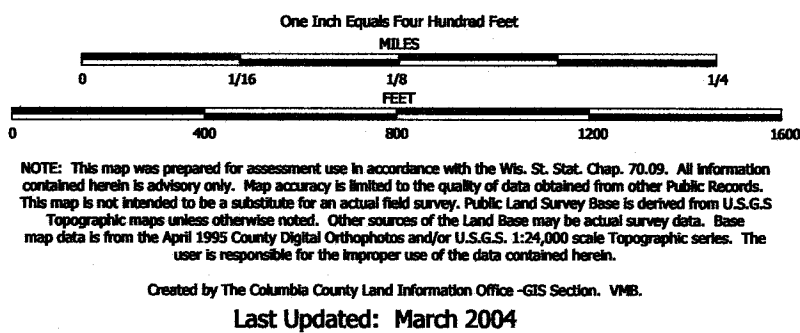 One Inch Equals Four Hundred Feet
MILES
0 1/16 1/8 1/4
FEET
0 400 800 1200 1600
NOTE: This map was prepared for assessment use in accordance with the Wis. St. Stat. Chap. 70.09. All information
contained herein is advisory only. Map accuracy is limited to the quality of data obtained from other Public Records.
This map is not intended to be a substitute for an actual field survey. Public Land Survey Base is derived from U.S.G.S
Topographic maps unless otherwise noted. Other sources of the Land Base may be actual survey data. Base
map data is from the April 1995 County Digital Orthophotos and/or U.S.G.S. 1:24,000 scale Topographic series. The
user is responsible for the improper use of the data contained herein.
Created by The Columbia County Land Information Office -GIS Section. VMB.
Last Updated: March 2004